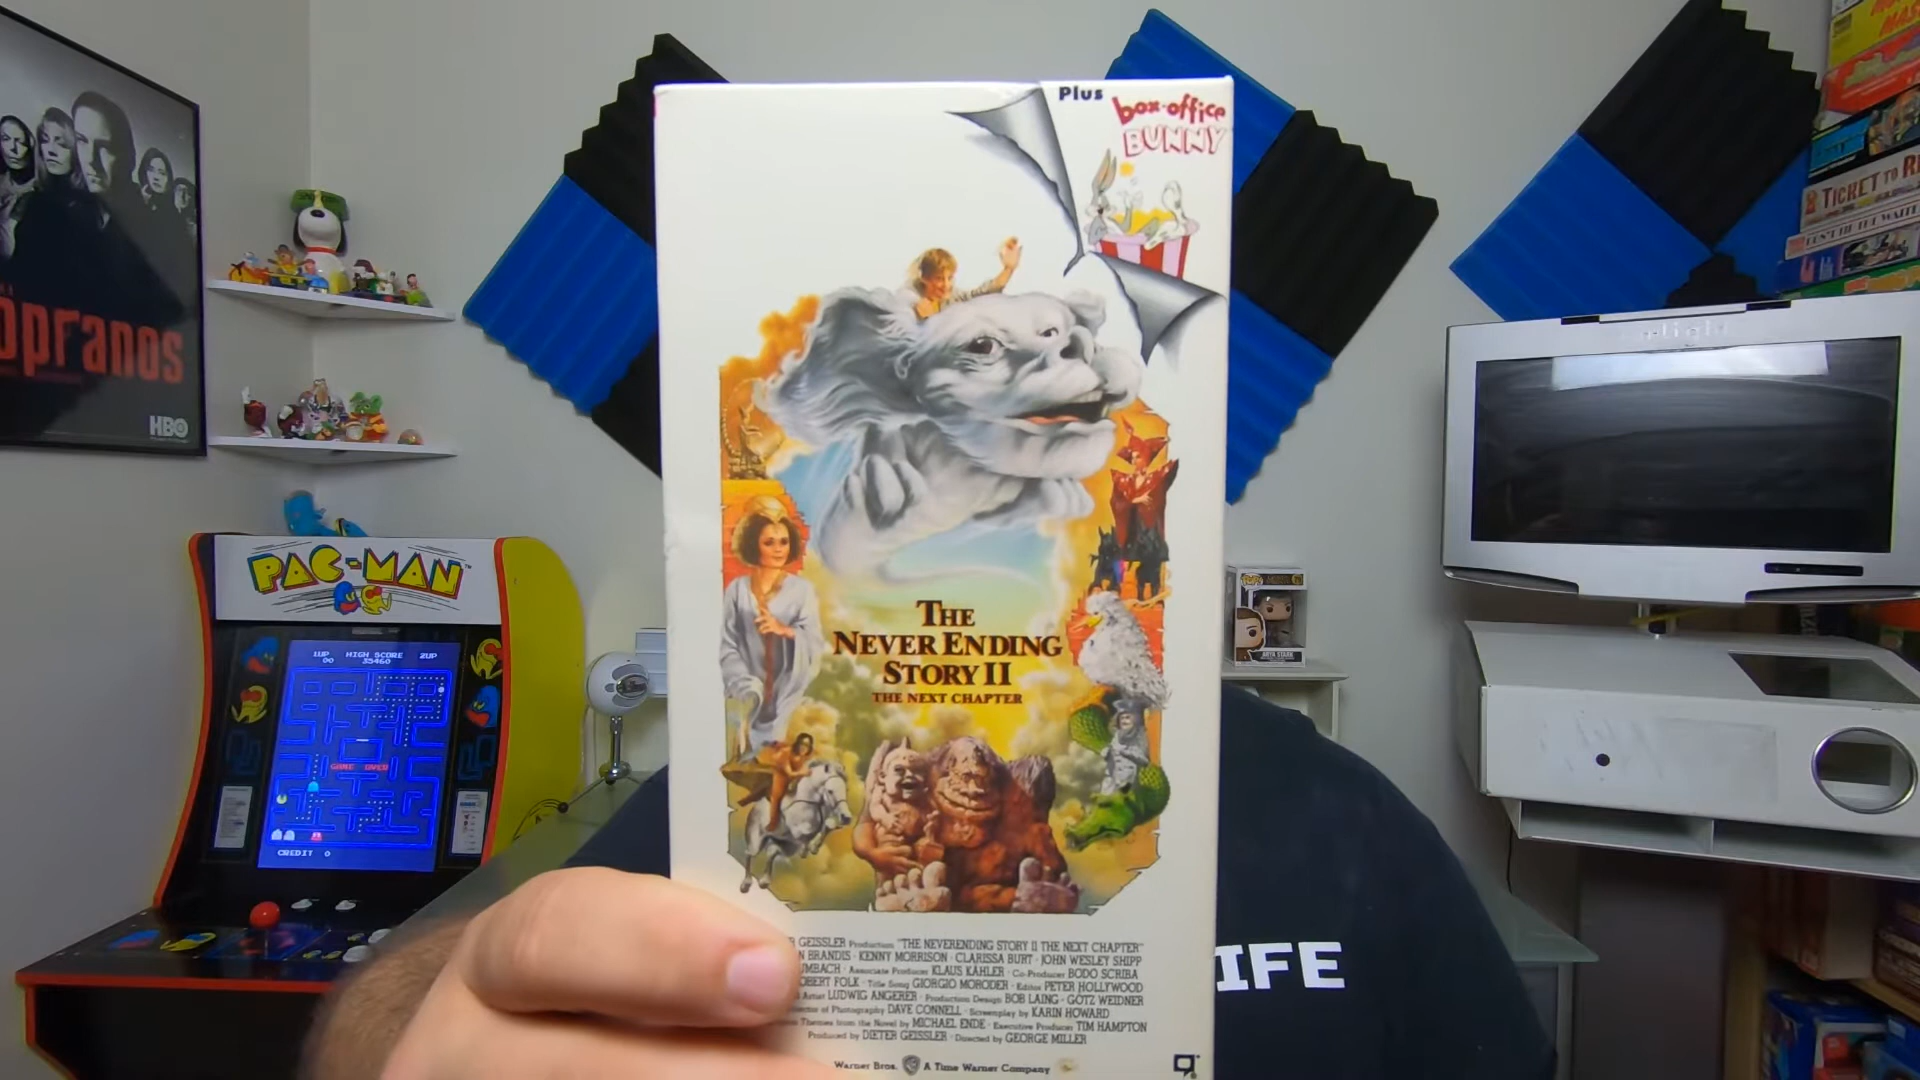 Plus
box-office
BUNNY
THE
NEVERENDING
STORY II
THE NEXT CHAPTER
GEISSLER Production "THE NEVERENDING STORY II THE NEXT CHAPTER"
BRANDIS · KENNY MORRISON · CLARISSA BURT · JOHN WESLEY SHIPP
Associate Producer KLAUS KÄHLER · Co-Producer BODO SCRIBA
FOLK · Title Song GIORGIO MORODER · Editor PETER HOLLYWOOD
Artist LUDWIG ANGERER · Production Design BOB LAING · GÖTZ WEIDNER
of Photography DAVE CONNELL · Screenplay by KARIN HOWARD
Themes from the Novel by MICHAEL ENDE · Executive Producer TIM HAMPTON
Produced by DIETER GEISSLER · Directed by GEORGE MILLER
Warner Bros. A Time Warner Company
opranos
HBO
PAC-MAN
1UP HIGH SCORE 2UP
00 35460
GAME OVER
CREDIT 0
IFE
ARYA STARK
TICKET TO R